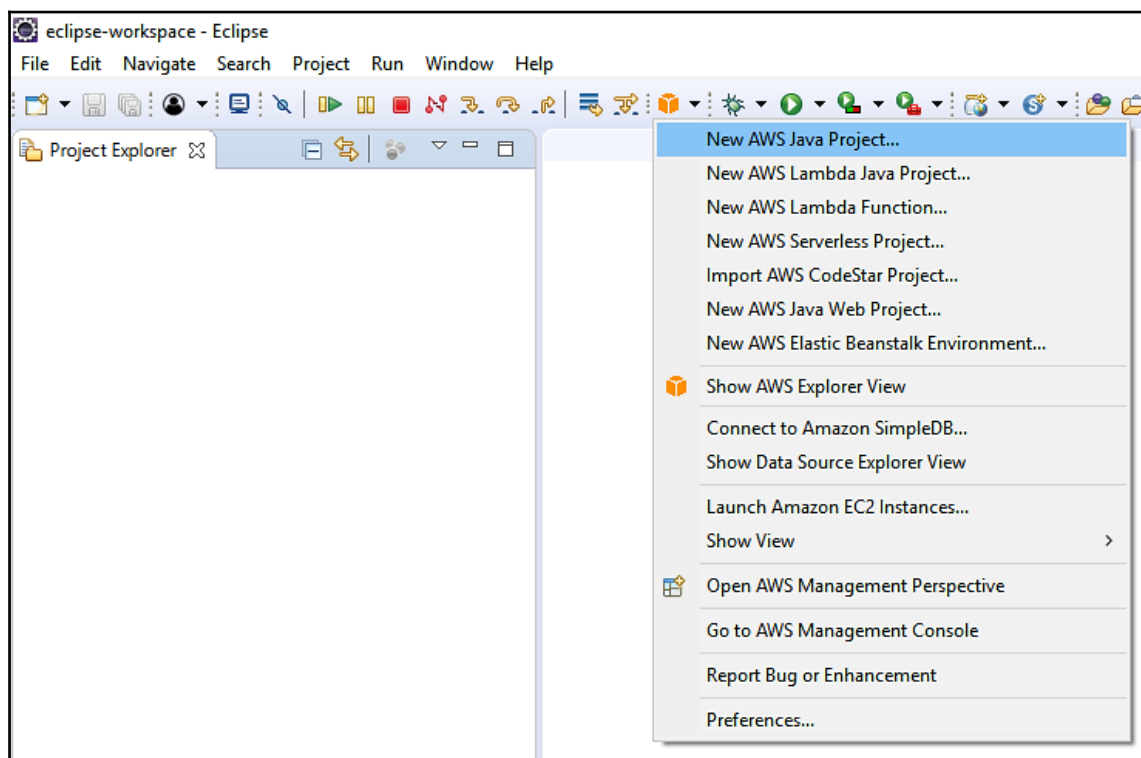 eclipse-workspace - Eclipse
File Edit Navigate Search Project Run Window Help
Project Explorer
New AWS Java Project...
New AWS Lambda Java Project...
New AWS Lambda Function...
New AWS Serverless Project...
Import AWS CodeStar Project...
New AWS Java Web Project...
New AWS Elastic Beanstalk Environment...
Show AWS Explorer View
Connect to Amazon SimpleDB...
Show Data Source Explorer View
Launch Amazon EC2 Instances...
Show View
Open AWS Management Perspective
Go to AWS Management Console
Report Bug or Enhancement
Preferences...